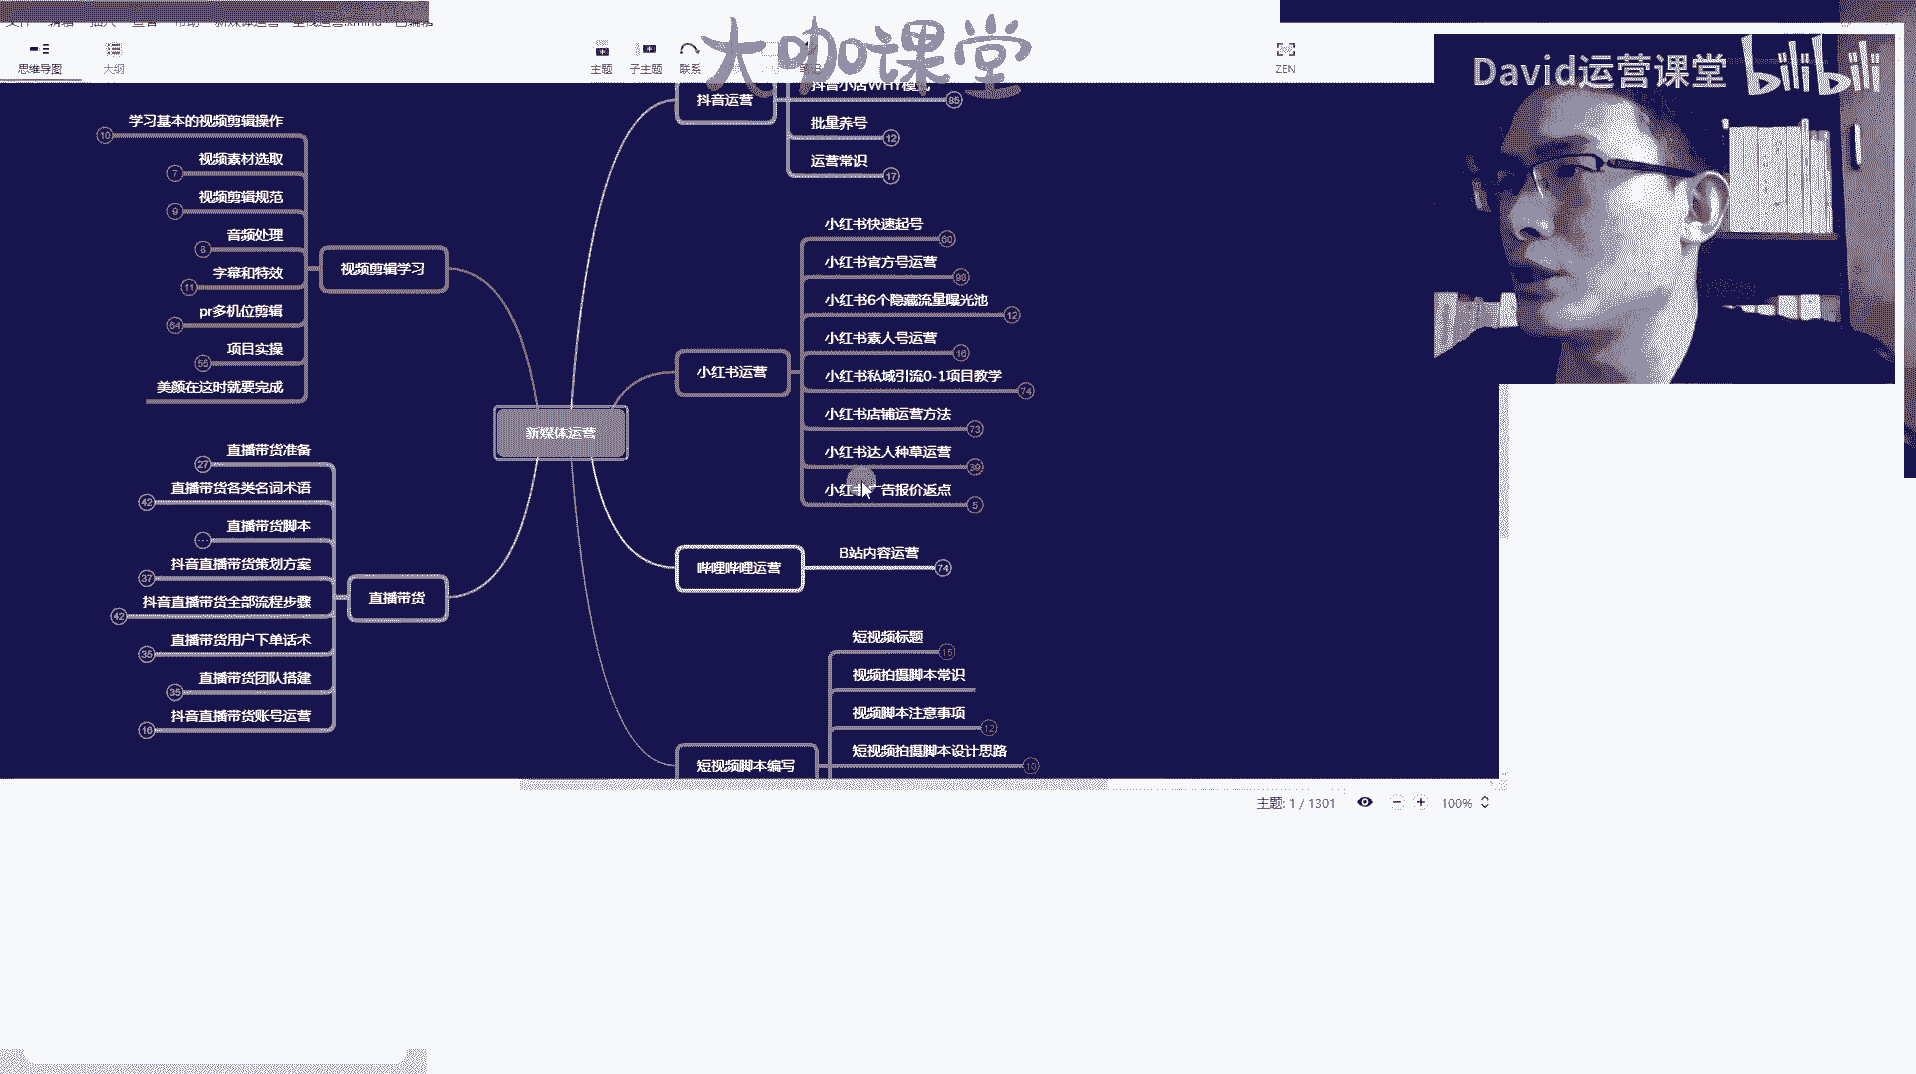 大咖课堂
David运营课堂 bilibili
思维导图
大纲
主题
子主题
联系
ZEN
学习基本的视频剪辑操作
10
视频素材选取
7
视频剪辑规范
9
音频处理
8
字幕和特效
11
pr多机位剪辑
64
项目实操
55
美颜在这时就要完成
视频剪辑学习
直播带货准备
27
直播带货各类名词术语
42
直播带货脚本
抖音直播带货策划方案
37
抖音直播带货全部流程步骤
42
直播带货用户下单话术
35
直播带货团队搭建
35
抖音直播带货账号运营
16
直播带货
新媒体运营
抖音运营
抖音小店WHY模式
85
批量养号
12
运营常识
17
小红书运营
小红书快速起号
60
小红书官方号运营
98
小红书6个隐藏流量曝光池
12
小红书素人号运营
16
小红书私域引流0-1项目教学
74
小红书店铺运营方法
73
小红书达人种草运营
39
小红书广告报价返点
5
哔哩哔哩运营
B站内容运营
74
短视频脚本编写
短视频标题
15
视频拍摄脚本常识
视频脚本注意事项
12
短视频拍摄脚本设计思路
10
主题: 1 / 1301
100%